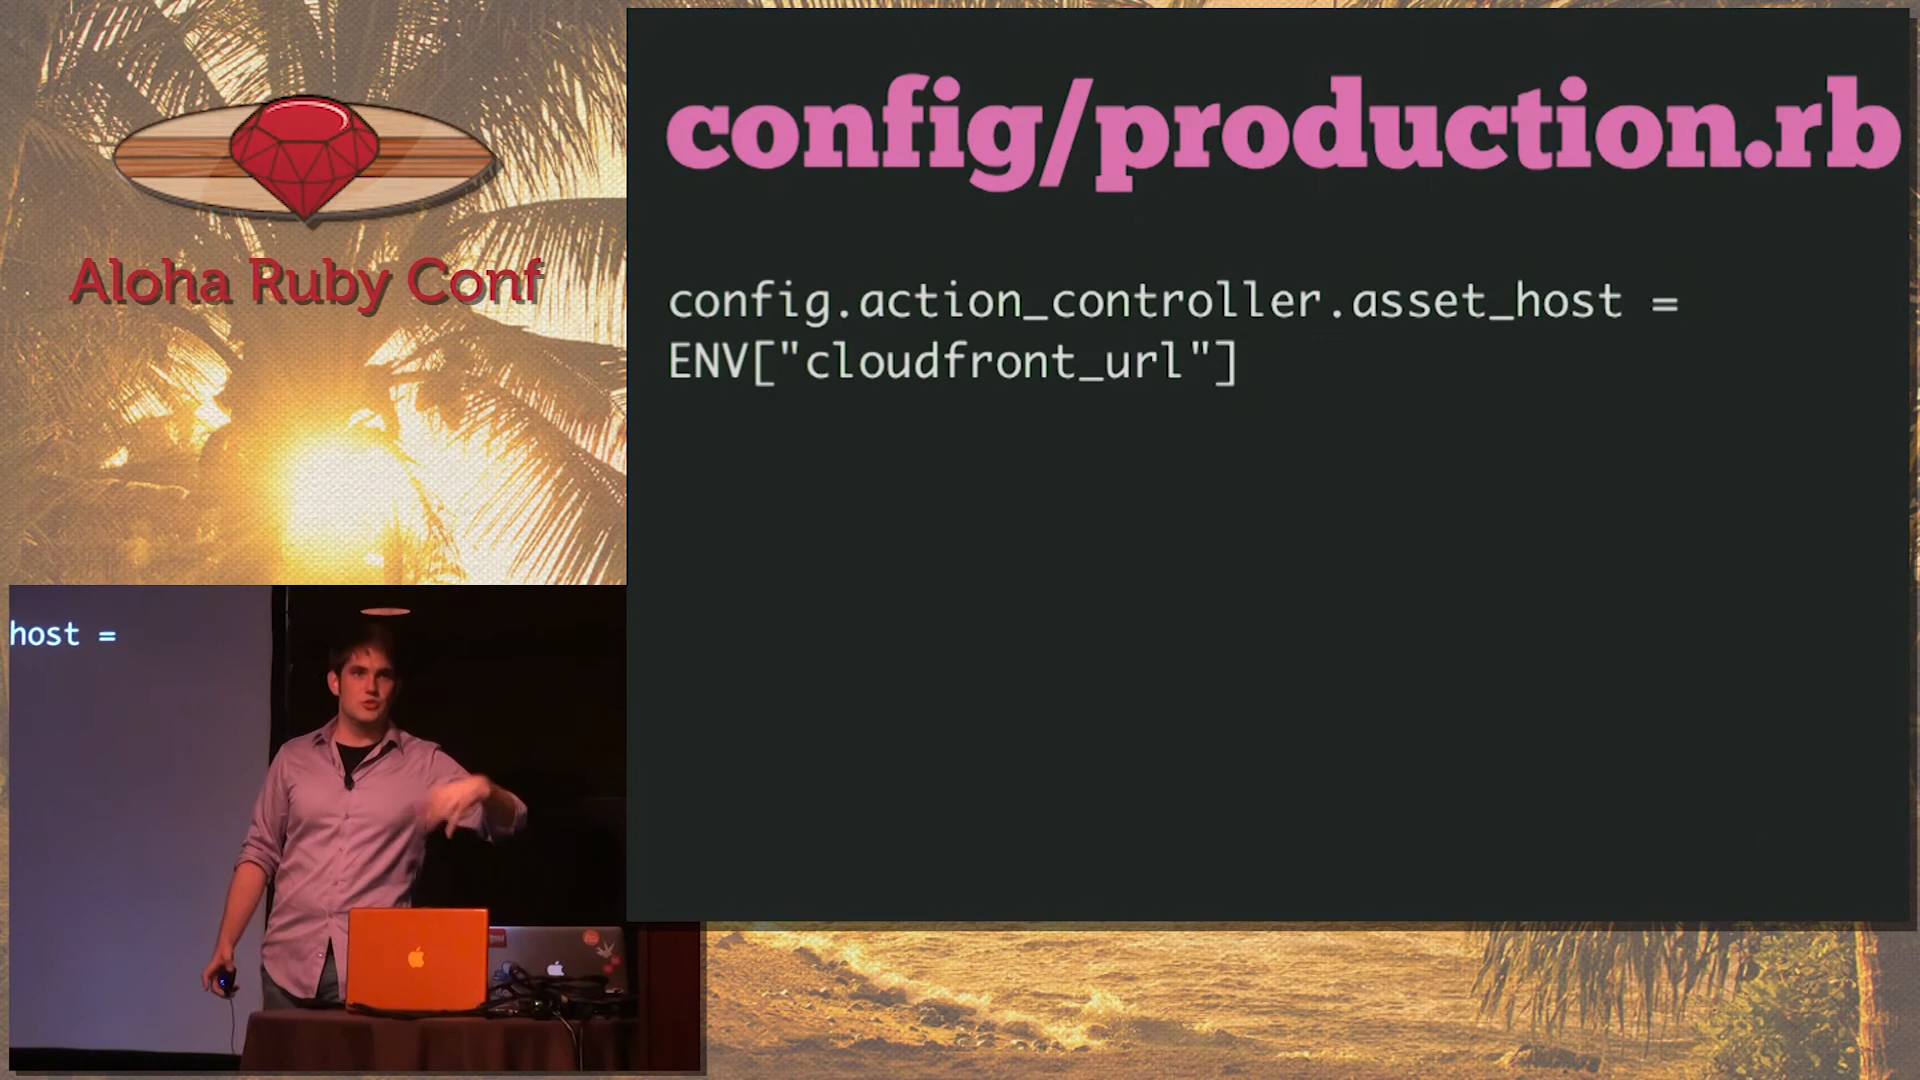 Aloha Ruby Conf
config/production.rb
config.action_controller.asset_host =
ENV["cloudfront_url"]
host =